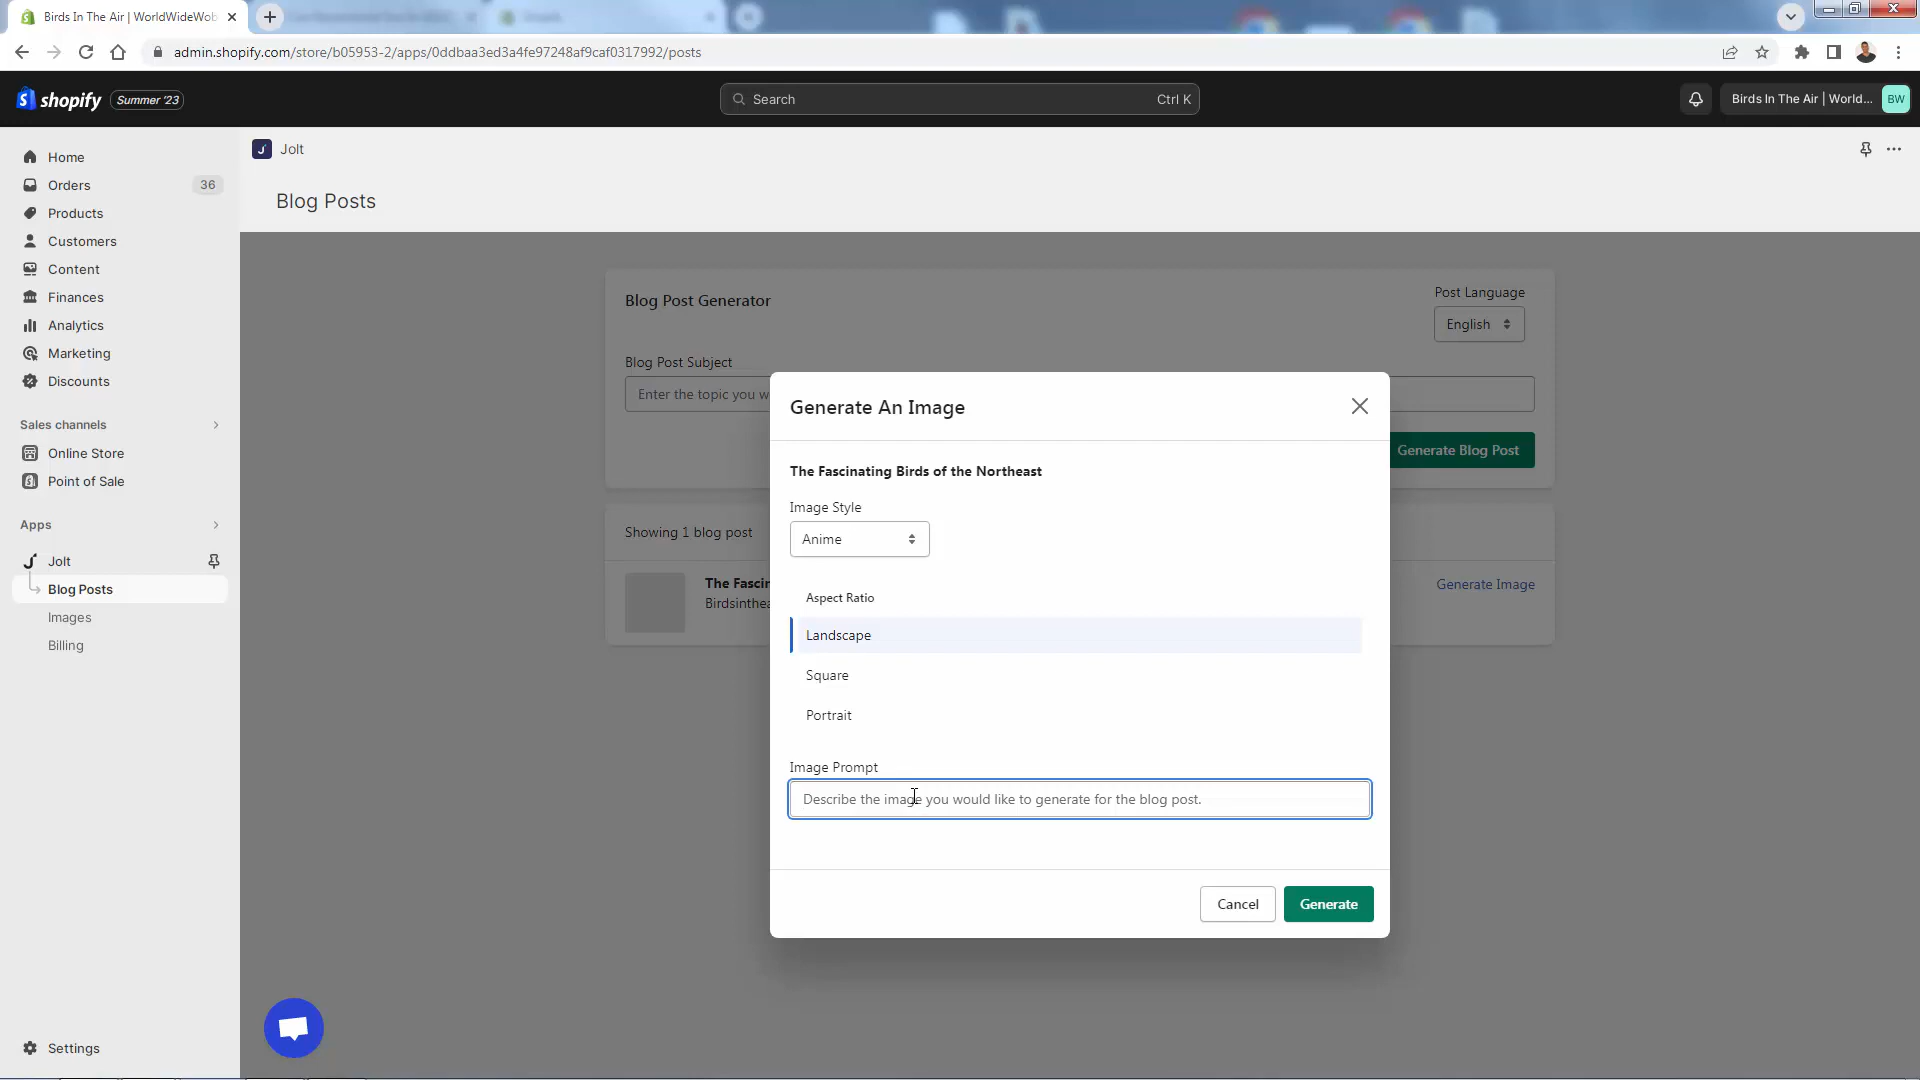 Birds In The Air | WorldWideWob
admin.shopify.com/store/b05953-2/apps/0ddbaa3ed3a4fe97248af9caf0317992/posts
shopify Summer '23
Search Ctrl K
Birds In The Air | World... BW
Home
Orders 36
Products
Customers
Content
Finances
Analytics
Marketing
Discounts
Sales channels
Online Store
Point of Sale
Apps
Jolt
Blog Posts
Images
Billing
Settings
Jolt
Blog Posts
Blog Post Generator
Post Language
English
Blog Post Subject
Enter the topic you w
Generate Blog Post
Showing 1 blog post
The Fascin
Birdsinthea
Generate Image
Generate An Image
The Fascinating Birds of the Northeast
Image Style
Anime
Aspect Ratio
Landscape
Square
Portrait
Image Prompt
Describe the image you would like to generate for the blog post.
Cancel
Generate